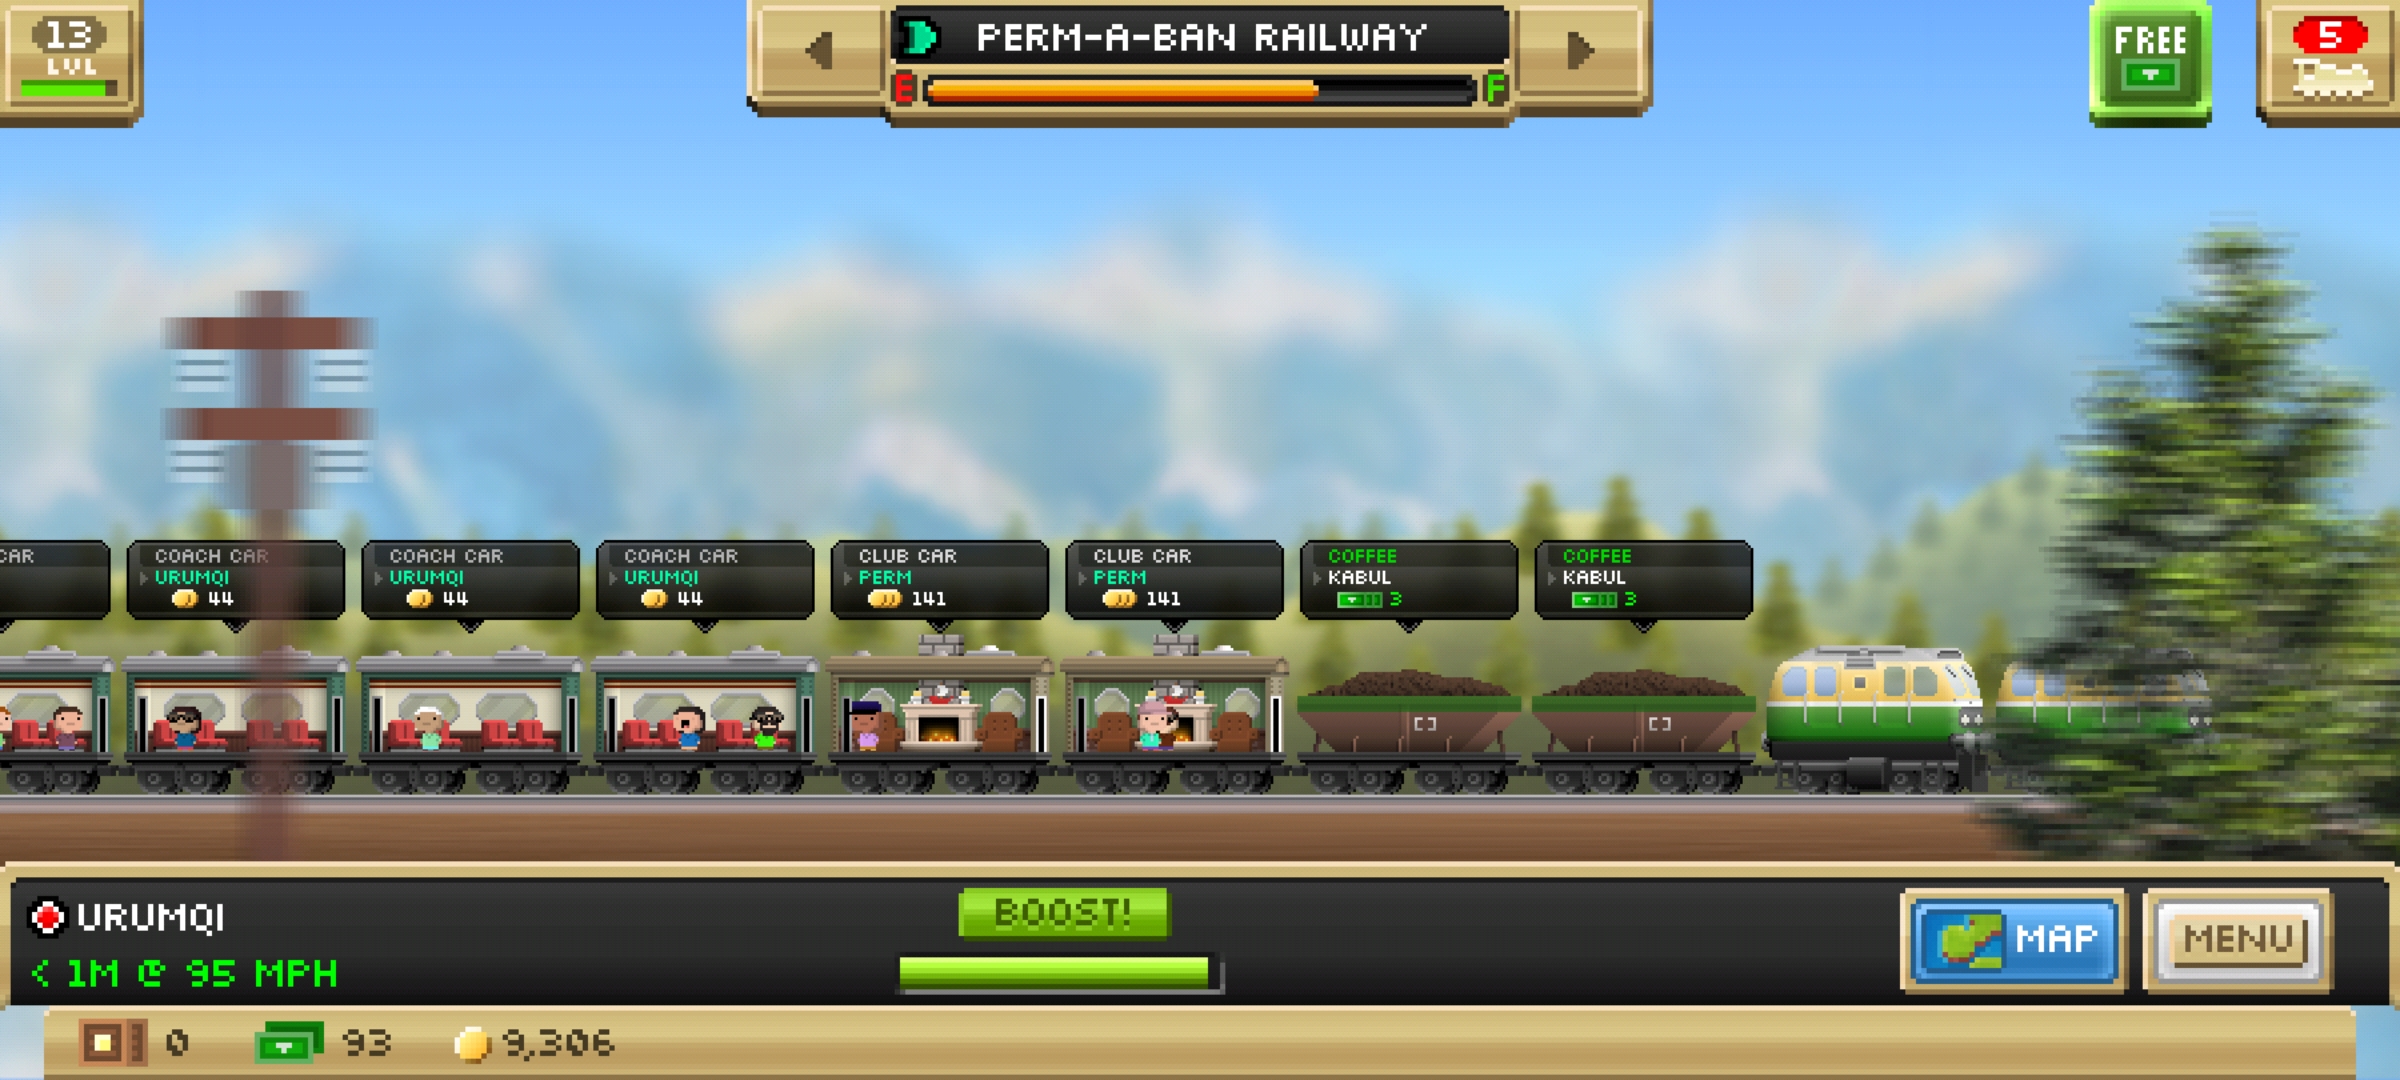 13
LVL
PERM-A-BAN RAILWAY
E F
FREE
5
CAR
COACH CAR
URUMQI
44
COACH CAR
URUMQI
44
COACH CAR
URUMQI
44
CLUB CAR
PERM
141
CLUB CAR
PERM
141
COFFEE
KABUL
3
COFFEE
KABUL
3
URUMQI
< 1M @ 95 MPH
BOOST!
MAP
MENU
0 93 9,306